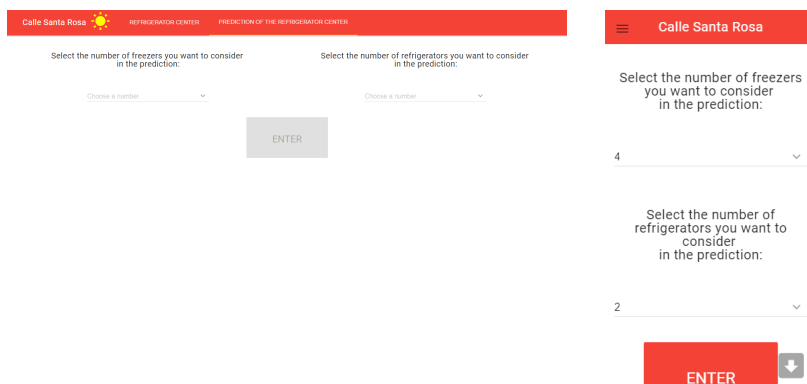 Calle Santa Rosa
REFRIGERATOR CENTER
PREDICTION OF THE REFRIGERATOR CENTER
Select the number of freezers you want to consider
in the prediction:
Choose a number
Select the number of refrigerators you want to consider
in the prediction:
Choose a number
ENTER
Calle Santa Rosa
Select the number of freezers
you want to consider
in the prediction:
4
Select the number of
refrigerators you want to
consider
in the prediction:
2
ENTER